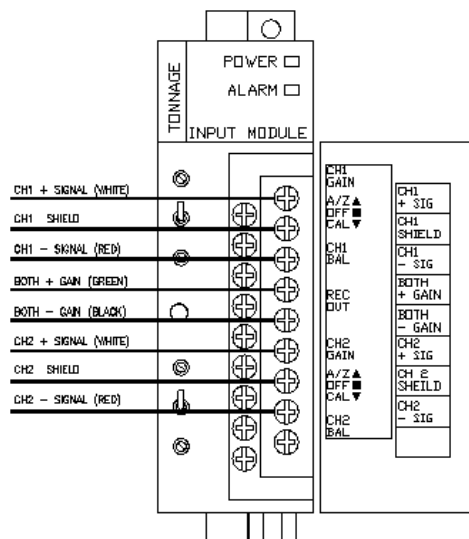 POWER
ALARM
TONNAGE
INPUT MODULE
CH1 + SIGNAL (WHITE)
CH1 SHIELD
CH1 - SIGNAL (RED)
BOTH + GAIN (GREEN)
BOTH - GAIN (BLACK)
CH2 + SIGNAL (WHITE)
CH2 SHIELD
CH2 - SIGNAL (RED)
CH1
GAIN
A/Z▲
OFF■
CAL▼
CH1
BAL
REC
OUT
CH2
GAIN
A/Z▲
OFF■
CAL▼
CH2
BAL
CH1
+ SIG
CH1
SHIELD
CH1
- SIG
BOTH
+ GAIN
BOTH
- GAIN
CH2
+ SIG
CH 2
SHEILD
CH2
- SIG